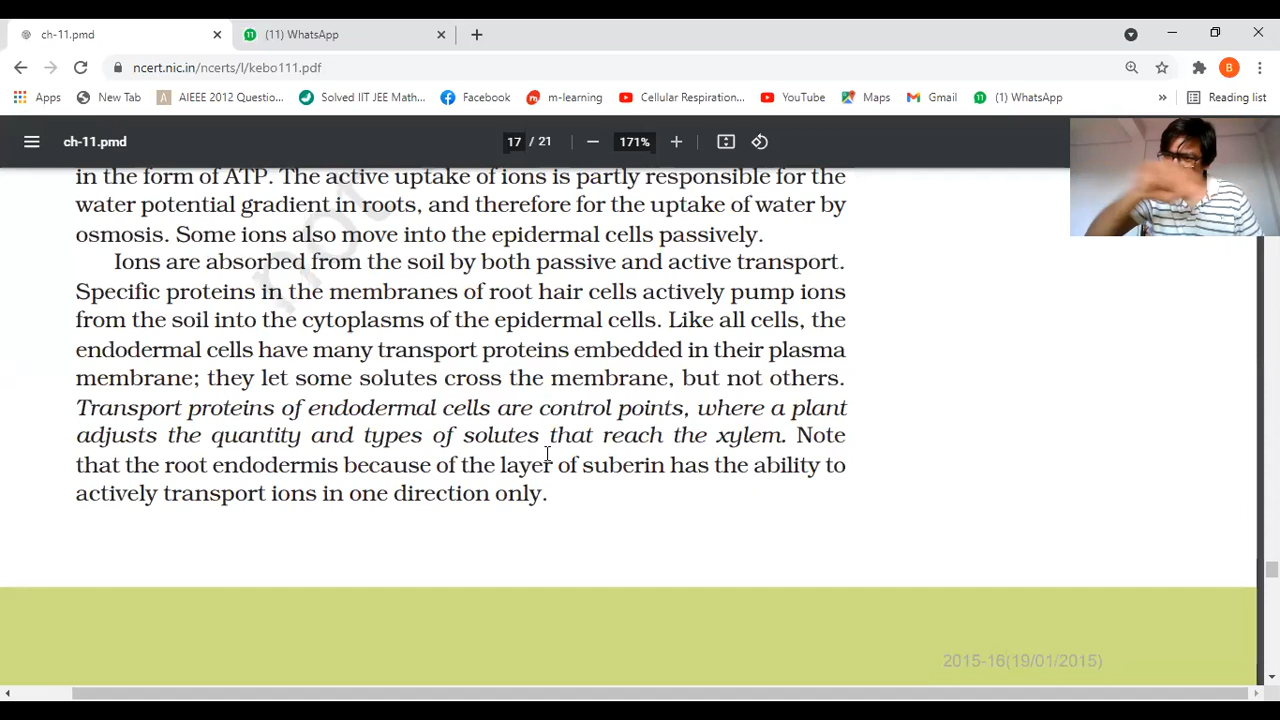 ch-11.pmd
(11) WhatsApp
ncert.nic.in/ncerts/l/kebo111.pdf
B
Apps
New Tab
AIEEE 2012 Questio...
Solved IIT JEE Math...
Facebook
m-learning
Cellular Respiration...
YouTube
Maps
Gmail
(11) WhatsApp
»
Reading list
ch-11.pmd
17 / 21
171%
in the form of ATP. The active uptake of ions is partly responsible for the
water potential gradient in roots, and therefore for the uptake of water by
osmosis. Some ions also move into the epidermal cells passively.
Ions are absorbed from the soil by both passive and active transport.
Specific proteins in the membranes of root hair cells actively pump ions
from the soil into the cytoplasms of the epidermal cells. Like all cells, the
endodermal cells have many transport proteins embedded in their plasma
membrane; they let some solutes cross the membrane, but not others.
Transport proteins of endodermal cells are control points, where a plant
adjusts the quantity and types of solutes that reach the xylem. Note
that the root endodermis because of the layer of suberin has the ability to
actively transport ions in one direction only.
not
2015-16(19/01/2015)